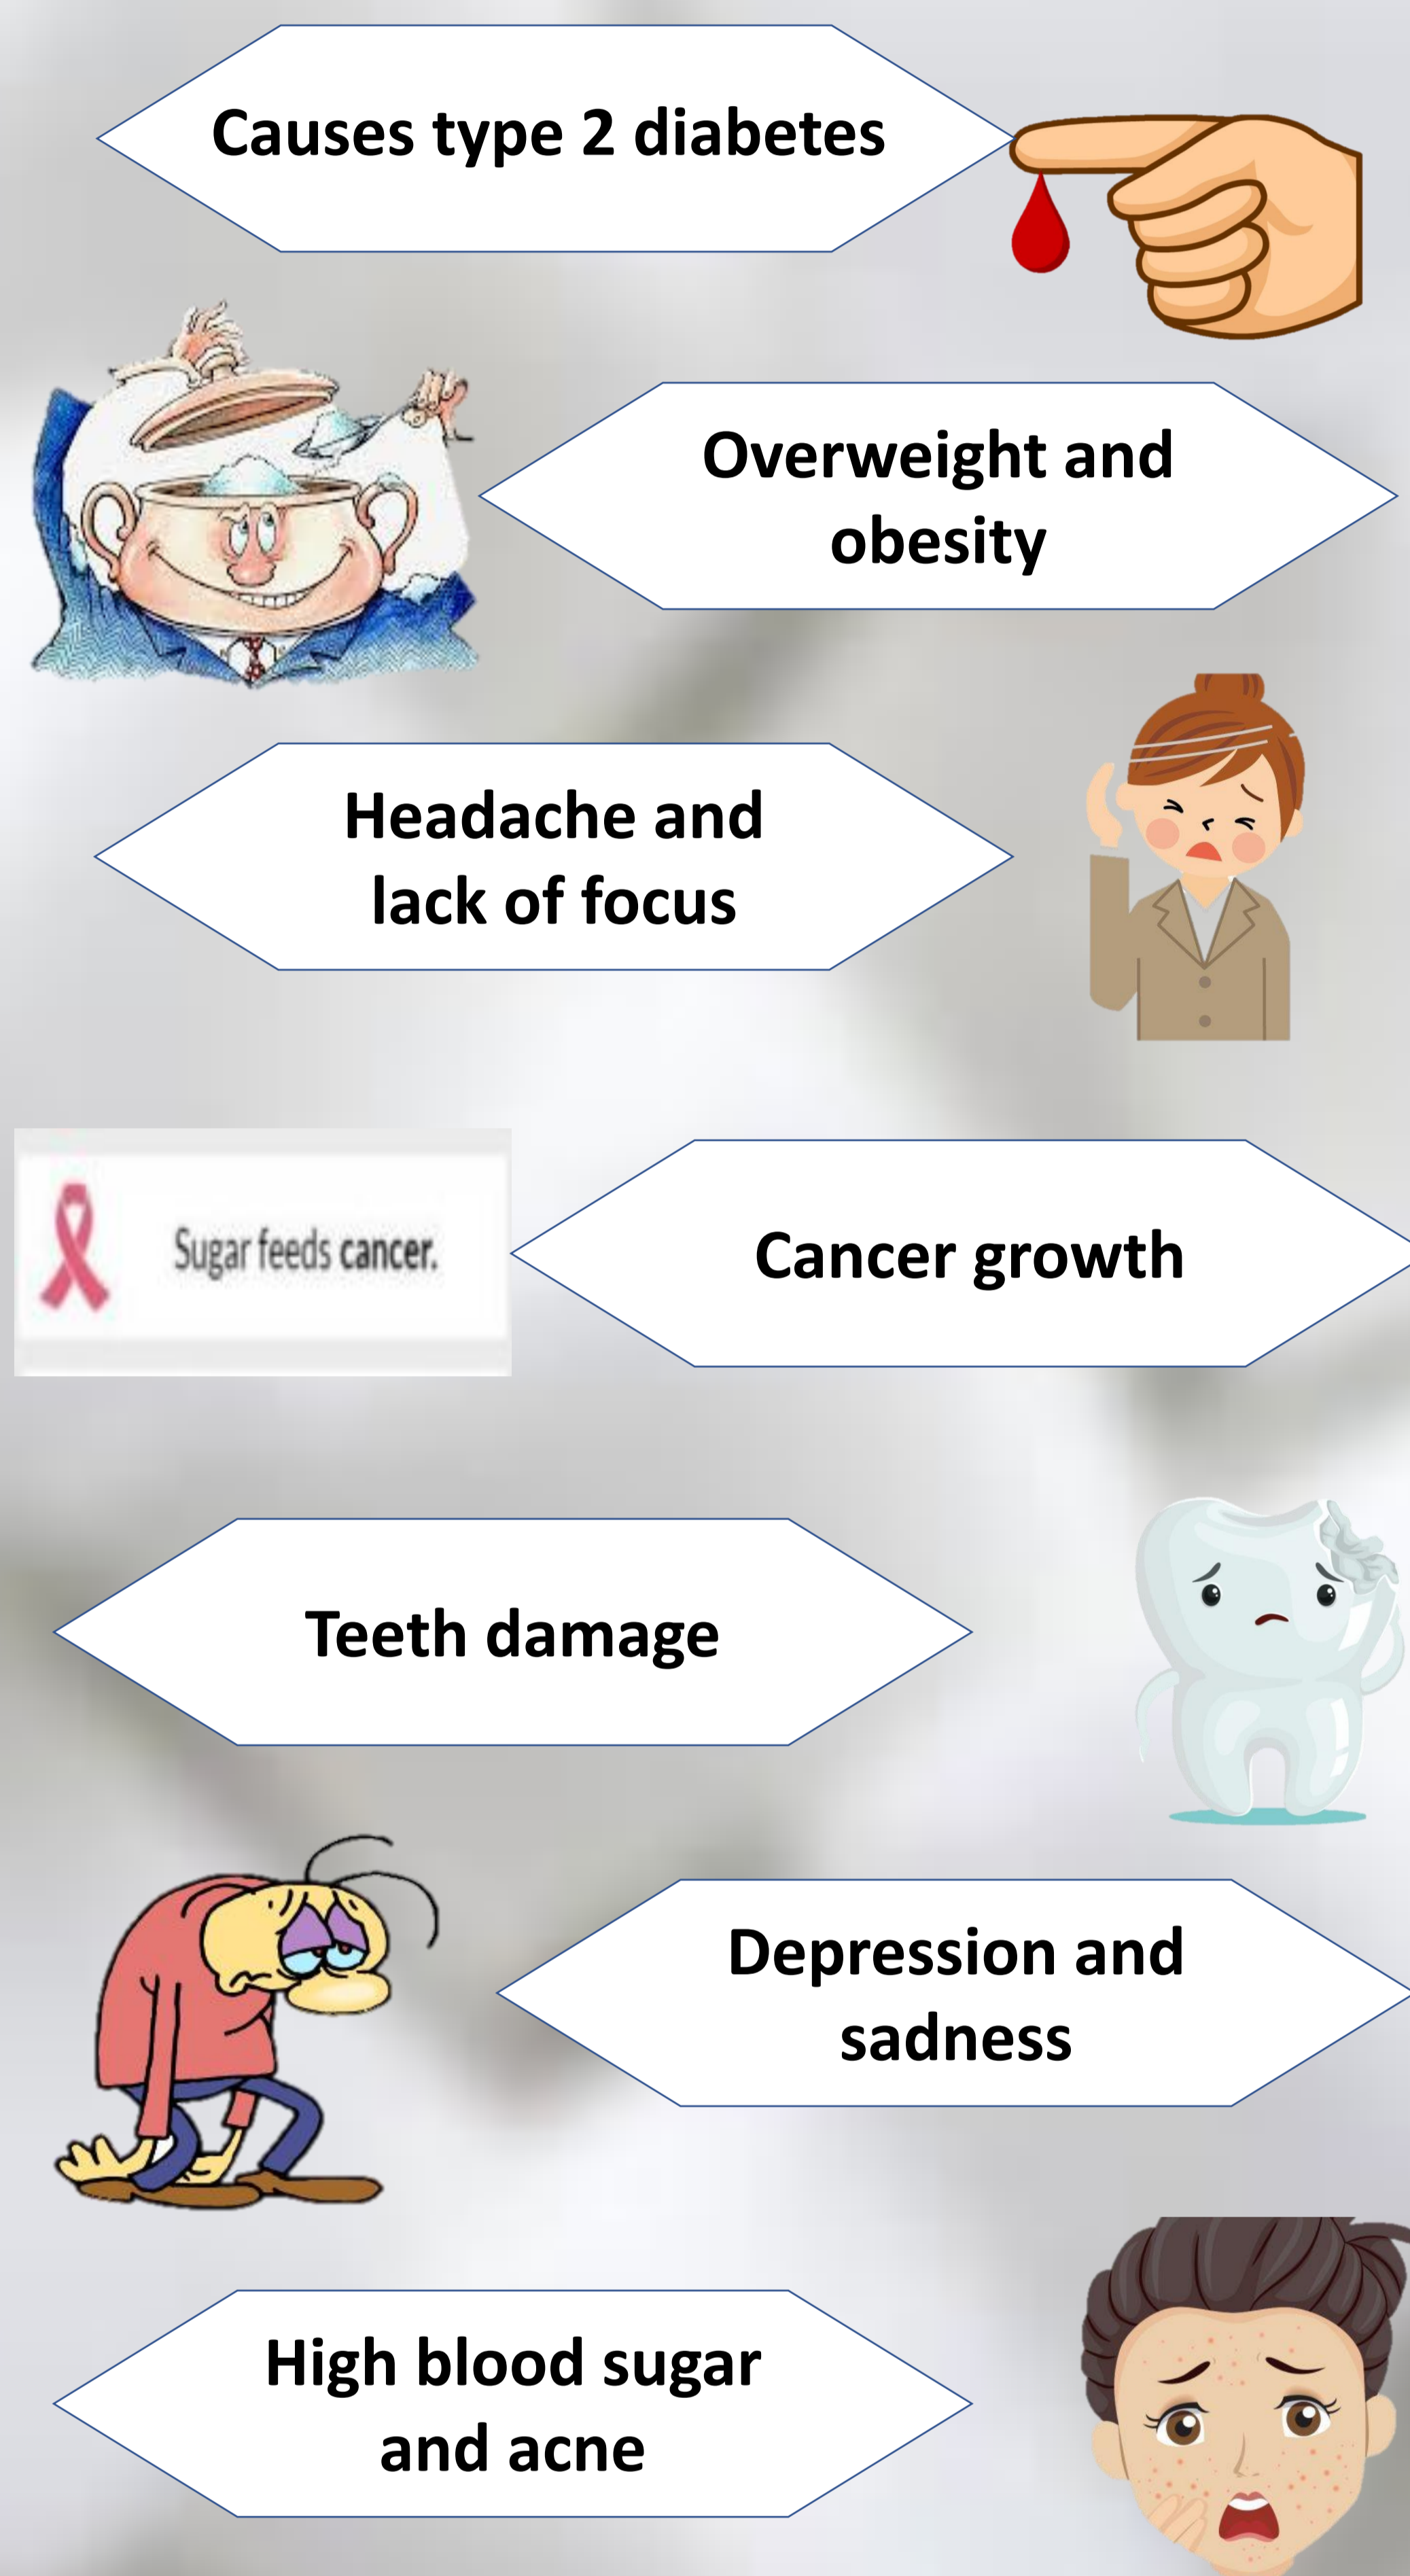 Causes type 2 diabetes
Overweight and
obesity
Headache and
lack of focus
Sugar feeds cancer.
Cancer growth
Teeth damage
Depression and
sadness
High blood sugar
and acne